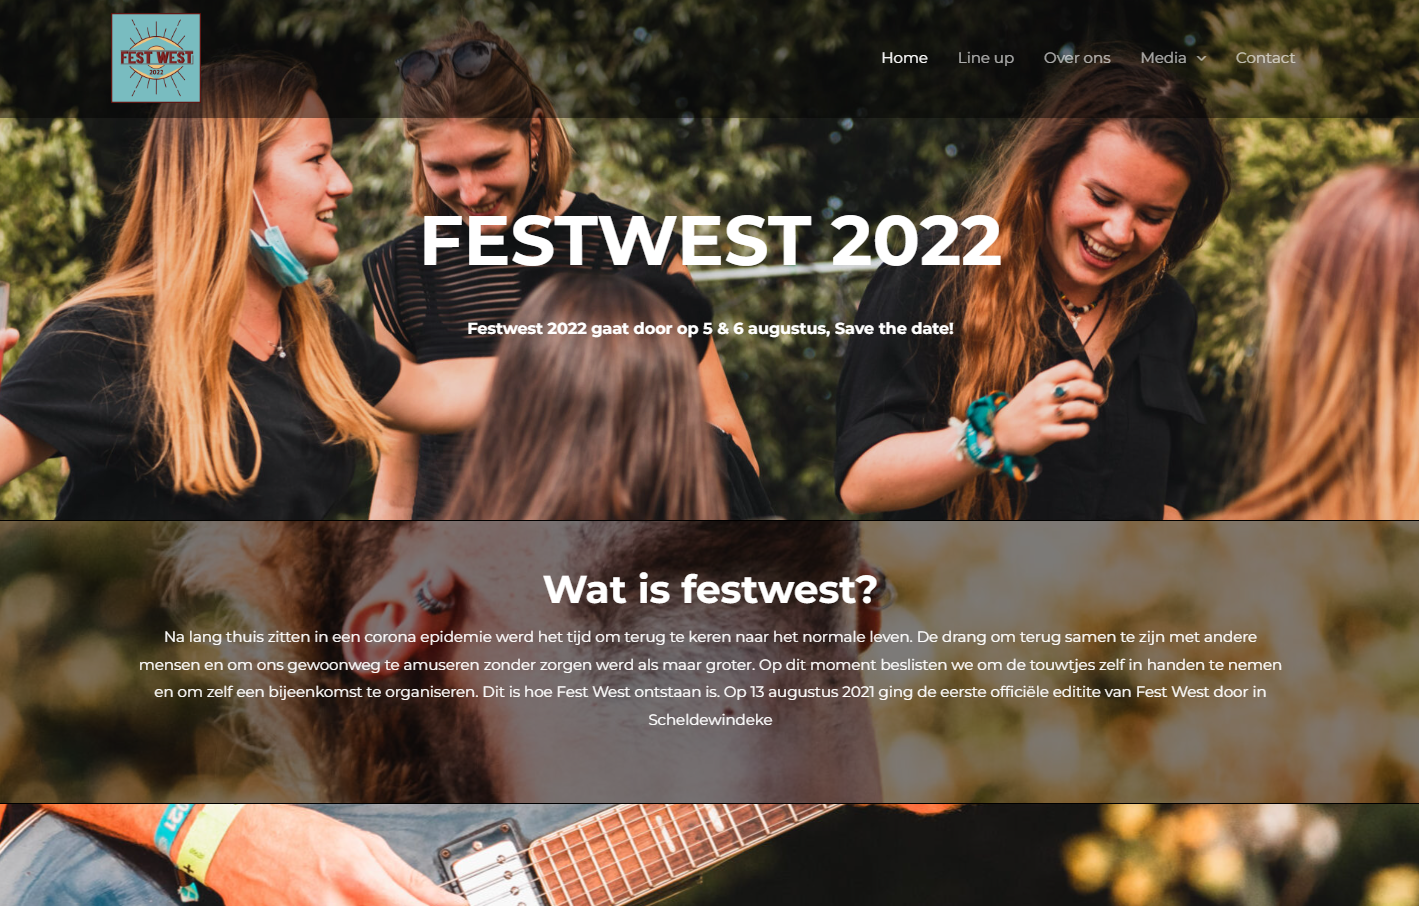 FEST WEST
2022
Home Line up Over ons Media Contact
FESTWEST 2022
Festwest 2022 gaat door op 5 & 6 augustus, Save the date!
Wat is festwest?
Na lang thuis zitten in een corona epidemie werd het tijd om terug te keren naar het normale leven. De drang om terug samen te zijn met andere
mensen en om ons gewoonweg te amuseren zonder zorgen werd als maar groter. Op dit moment beslisten we om de touwtjes zelf in handen te nemen
en om zelf een bijeenkomst te organiseren. Dit is hoe Fest West ontstaan is. Op 13 augustus 2021 ging de eerste officiële editite van Fest West door in
Scheldewindeke